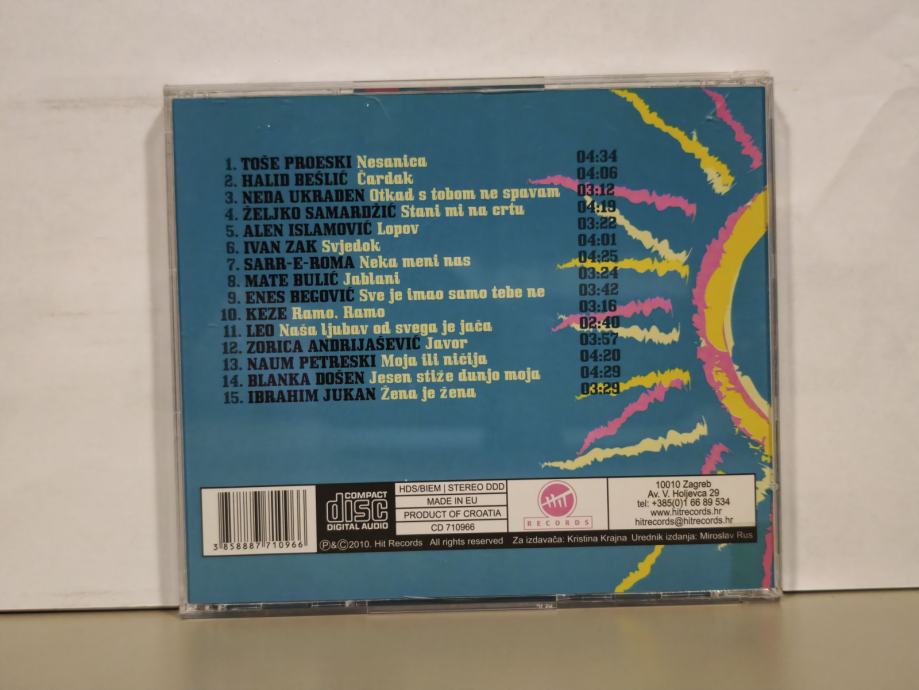 1. TOŠE PROESKI Nesanica 04:34
2. HALID BEŠLIĆ Čardak 04:06
3. NEDA UKRADEN Otkad s tobom ne spavam 03:12
4. ŽELJKO SAMARDŽIĆ Stani mi na crtu 04:19
5. ALEN ISLAMOVIĆ Lopov 03:22
6. IVAN ZAK Svjedok 04:01
7. SARR-E-ROMA Neka meni nas 04:25
8. MATE BULIĆ Jablani 03:24
9. ENES BEGOVIĆ Sve je imao samo tebe ne 03:42
10. KEZE Ramo, Ramo 03:16
11. LEO Naša ljubav od svega je jača 02:40
12. ZORICA ANDRIJAŠEVIĆ Javor 03:57
13. NAUM PETRESKI Moja ili ničija 04:20
14. BLANKA DOŠEN Jesen stiže dunjo moja 04:29
15. IBRAHIM JUKAN Žena je žena 03:29
3 858887 710966
COMPACT
disc
DIGITAL AUDIO
HDS/BIEM | STEREO DDD
MADE IN EU
PRODUCT OF CROATIA
CD 710966
HIT
RECORDS
10010 Zagreb
Av. V. Holjevca 29
tel: +385(0)1 66 89 534
www.hitrecords.hr
hitrecords@hitrecords.hr
℗&©2010. Hit Records All rights reserved Za izdavača: Kristina Krajna Urednik izdanja: Miroslav Rus